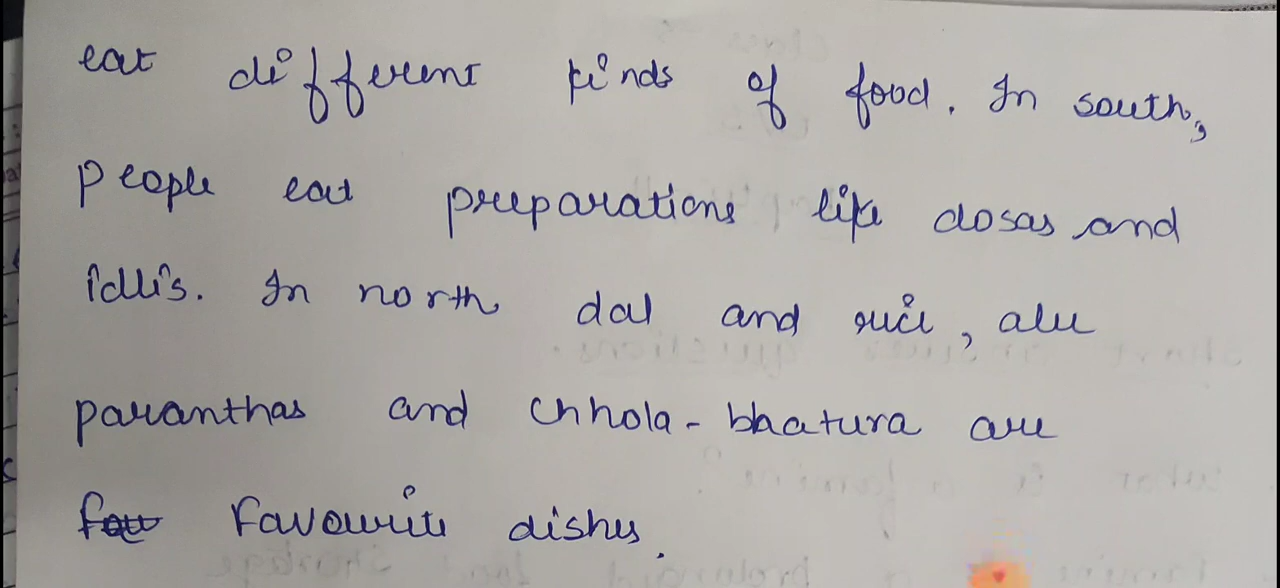 eat different kinds of food. In south,
people eat preparations like dosas and
idlis. In north dal and rice, alu
paranthas and chhola-bhatura are
favourite dishes.